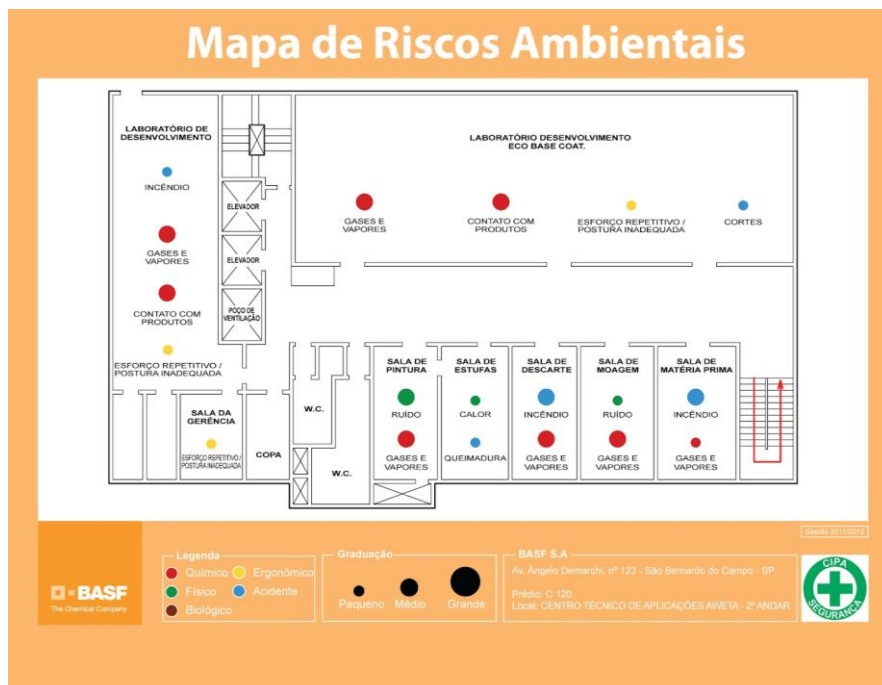 Mapa de Riscos Ambientais
LABORATÓRIO DE
DESENVOLVIMENTO
INCÊNDIO
GASES E
VAPORES
CONTATO COM
PRODUTOS
ESFORÇO REPETITIVO /
POSTURA INADEQUADA
ELEVADOR
ELEVADOR
POÇO DE
VENTILAÇÃO
LABORATÓRIO DESENVOLVIMENTO
ECO BASE COAT.
GASES E
VAPORES
CONTATO COM
PRODUTOS
ESFORÇO REPETITIVO /
POSTURA INADEQUADA
CORTES
SALA DA
GERÊNCIA
ESFORÇO REPETITIVO /
POSTURA INADEQUADA
COPA
W.C.
W.C.
SALA DE
PINTURA
RUÍDO
GASES E
VAPORES
SALA DE
ESTUFAS
CALOR
QUEIMADURA
SALA DE
DESCARTE
INCÊNDIO
GASES E
VAPORES
SALA DE
MOAGEM
RUÍDO
GASES E
VAPORES
SALA DE
MATÉRIA PRIMA
INCÊNDIO
GASES E
VAPORES
Gestão 2011/2012
BASF
The Chemical Company
Legenda
Químico
Ergonômico
Físico
Acidente
Biológico
Graduação
Pequeno
Médio
Grande
BASF S.A
Av. Ângelo Demarchi, nº 123 - São Bernardo do Campo - SP
Prédio: C 120
Local: CENTRO TÉCNICO DE APLICAÇÕES AWETA - 2º ANDAR
CIPA
SEGURANÇA